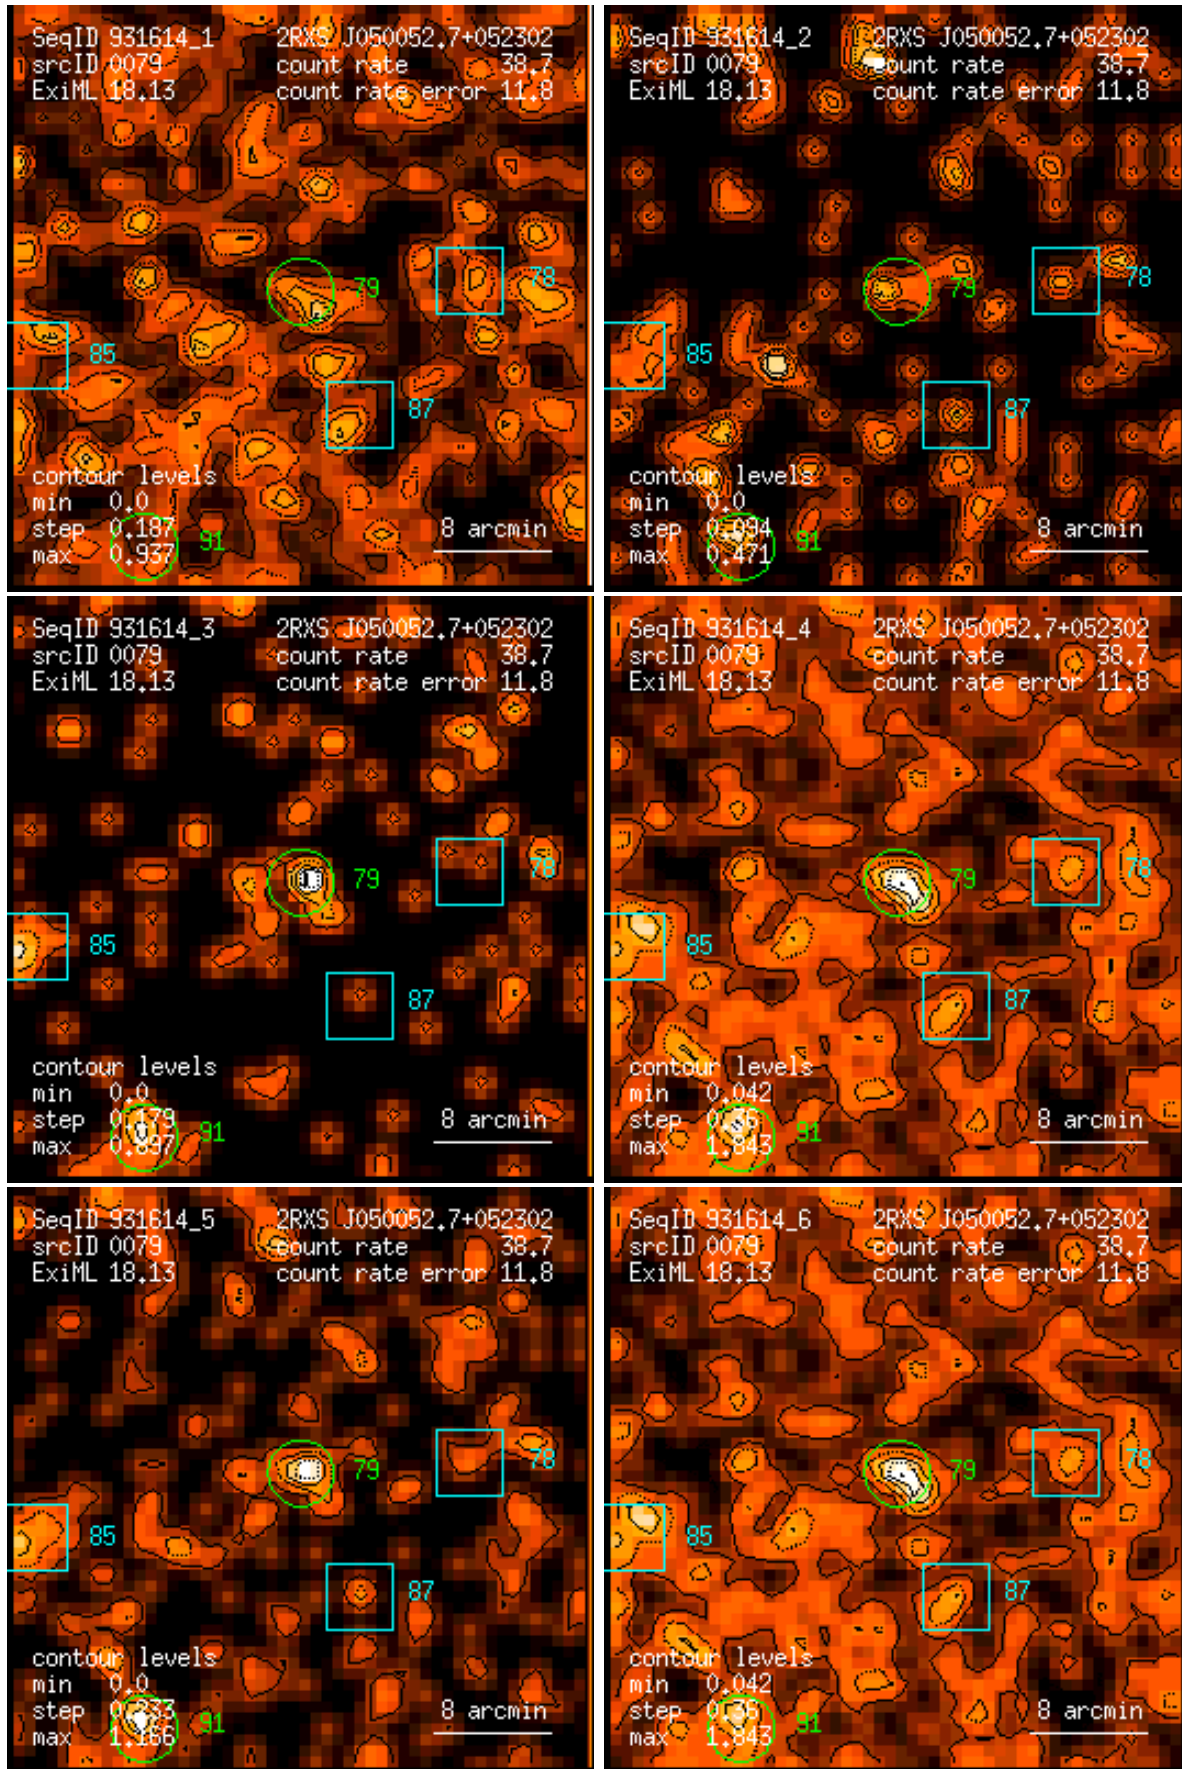 SeqID 931614_1 2RXS J050052.7+052302
srcID 0079 count rate 38.7
ExiML 18.13 count rate error 11.8
78
79
85
87
contour levels
min 0.0
step 0.187 8 arcmin
91
max 0.937
SeqID 931614_2 2RXS J050052.7+052302
srcID 0079 count rate 38.7
ExiML 18.13 count rate error 11.8
78
79
85
87
contour levels
min 0.0
step 0.094 8 arcmin
91
max 0.471
SeqID 931614_3 2RXS J050052.7+052302
srcID 0079 count rate 38.7
ExiML 18.13 count rate error 11.8
78
79
85
87
contour levels
min 0.0
step 0.179 8 arcmin
91
max 0.897
SeqID 931614_4 2RXS J050052.7+052302
srcID 0079 count rate 38.7
ExiML 18.13 count rate error 11.8
78
79
85
87
contour levels
min 0.042
step 0.36 8 arcmin
91
max 1.843
SeqID 931614_5 2RXS J050052.7+052302
srcID 0079 count rate 38.7
ExiML 18.13 count rate error 11.8
78
79
85
87
contour levels
min 0.0
step 0.233 8 arcmin
91
max 1.166
SeqID 931614_6 2RXS J050052.7+052302
srcID 0079 count rate 38.7
ExiML 18.13 count rate error 11.8
78
79
85
87
contour levels
min 0.042
step 0.36 8 arcmin
91
max 1.843